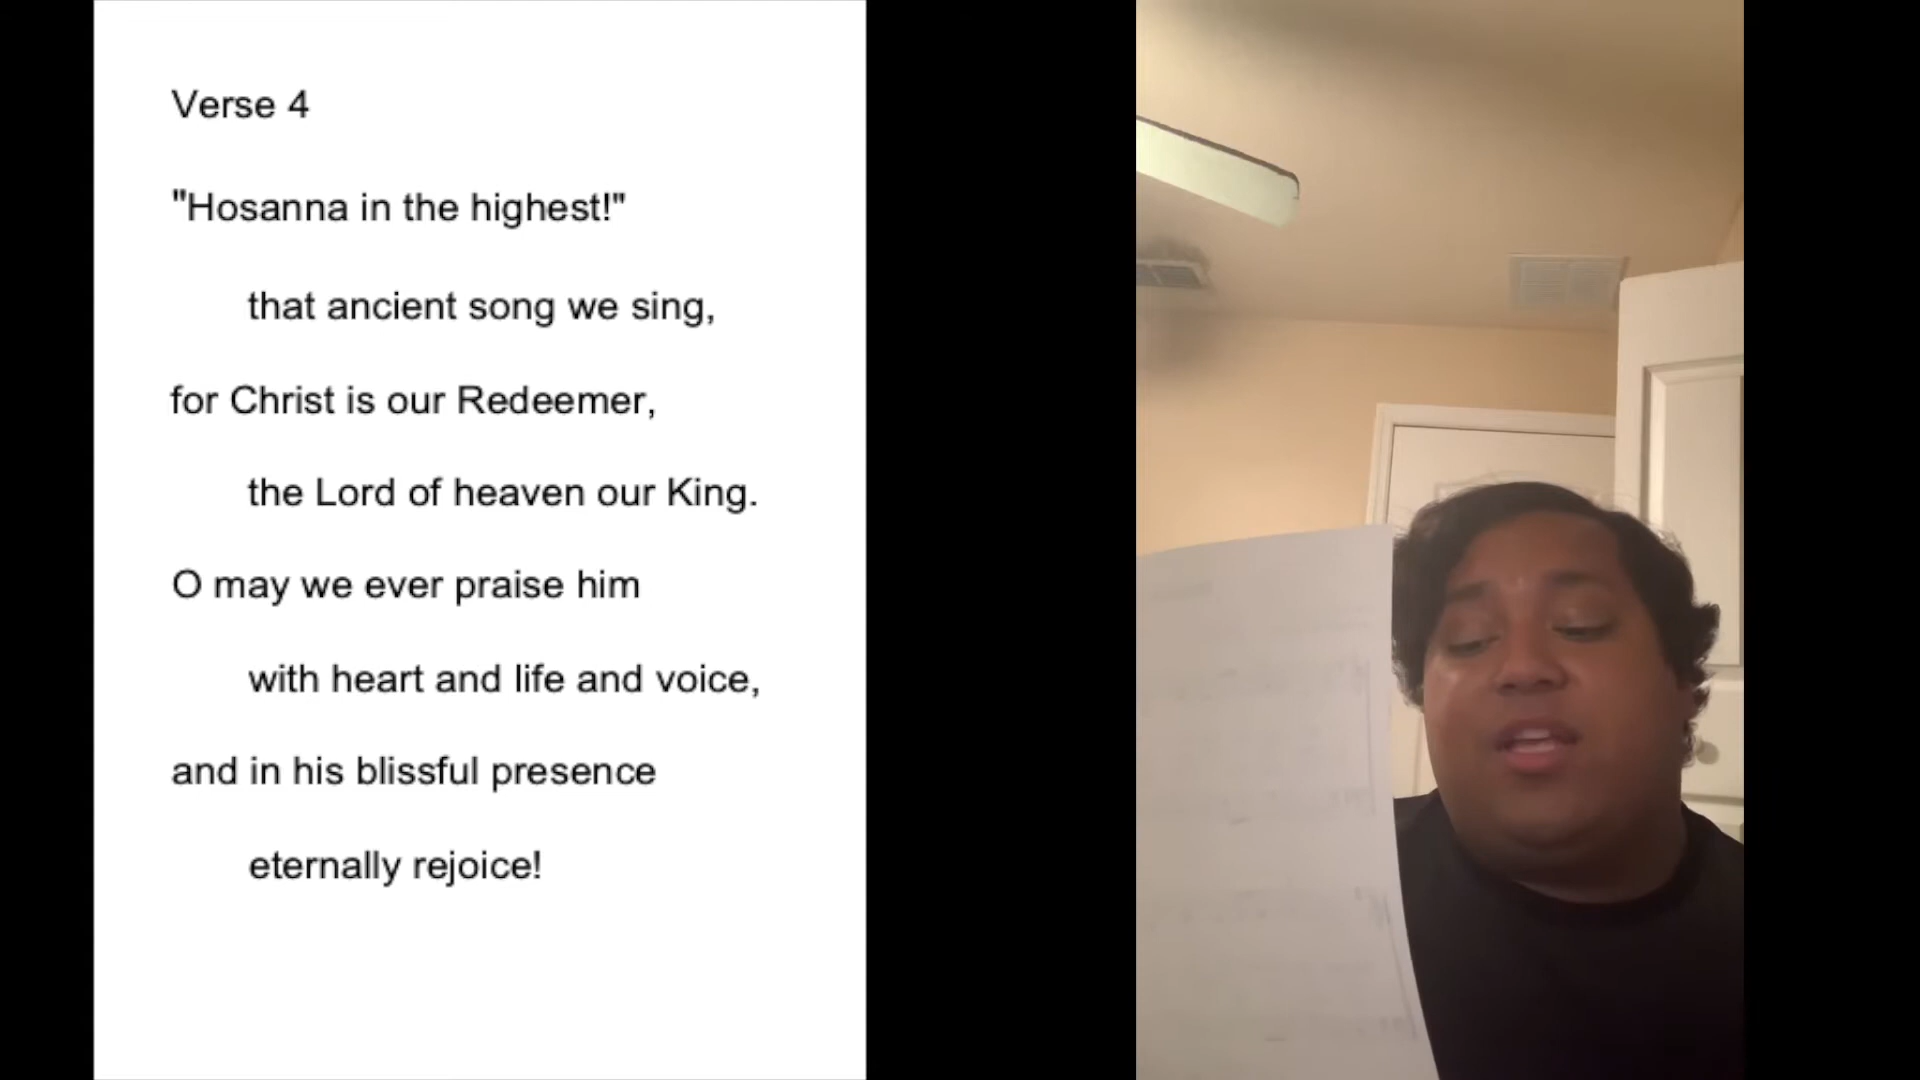 Verse 4
"Hosanna in the highest!"
that ancient song we sing,
for Christ is our Redeemer,
the Lord of heaven our King.
O may we ever praise him
with heart and life and voice,
and in his blissful presence
eternally rejoice!